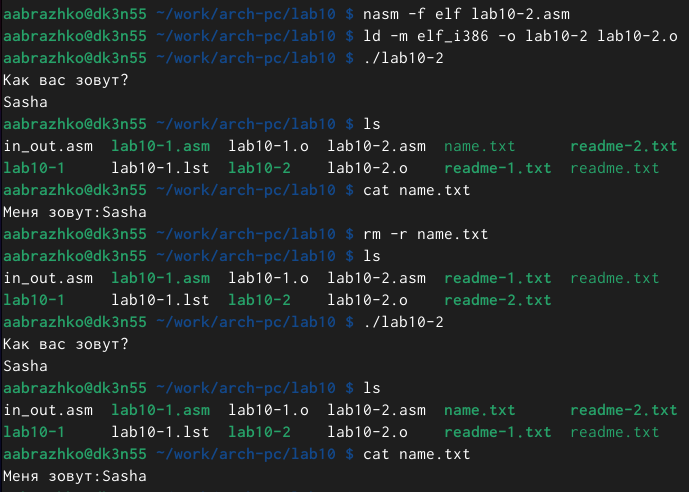 aabrazhko@dk3n55 ~/work/arch-pc/lab10 $ nasm -f elf lab10-2.asm
aabrazhko@dk3n55 ~/work/arch-pc/lab10 $ ld -m elf_i386 -o lab10-2 lab10-2.o
aabrazhko@dk3n55 ~/work/arch-pc/lab10 $ ./lab10-2
Как вас зовут?
Sasha
aabrazhko@dk3n55 ~/work/arch-pc/lab10 $ ls
in_out.asm lab10-1.asm lab10-1.o lab10-2.asm name.txt readme-2.txt
lab10-1 lab10-1.lst lab10-2 lab10-2.o readme-1.txt readme.txt
aabrazhko@dk3n55 ~/work/arch-pc/lab10 $ cat name.txt
Меня зовут:Sasha
aabrazhko@dk3n55 ~/work/arch-pc/lab10 $ rm -r name.txt
aabrazhko@dk3n55 ~/work/arch-pc/lab10 $ ls
in_out.asm lab10-1.asm lab10-1.o lab10-2.asm readme-1.txt readme.txt
lab10-1 lab10-1.lst lab10-2 lab10-2.o readme-2.txt
aabrazhko@dk3n55 ~/work/arch-pc/lab10 $ ./lab10-2
Как вас зовут?
Sasha
aabrazhko@dk3n55 ~/work/arch-pc/lab10 $ ls
in_out.asm lab10-1.asm lab10-1.o lab10-2.asm name.txt readme-2.txt
lab10-1 lab10-1.lst lab10-2 lab10-2.o readme-1.txt readme.txt
aabrazhko@dk3n55 ~/work/arch-pc/lab10 $ cat name.txt
Меня зовут:Sasha